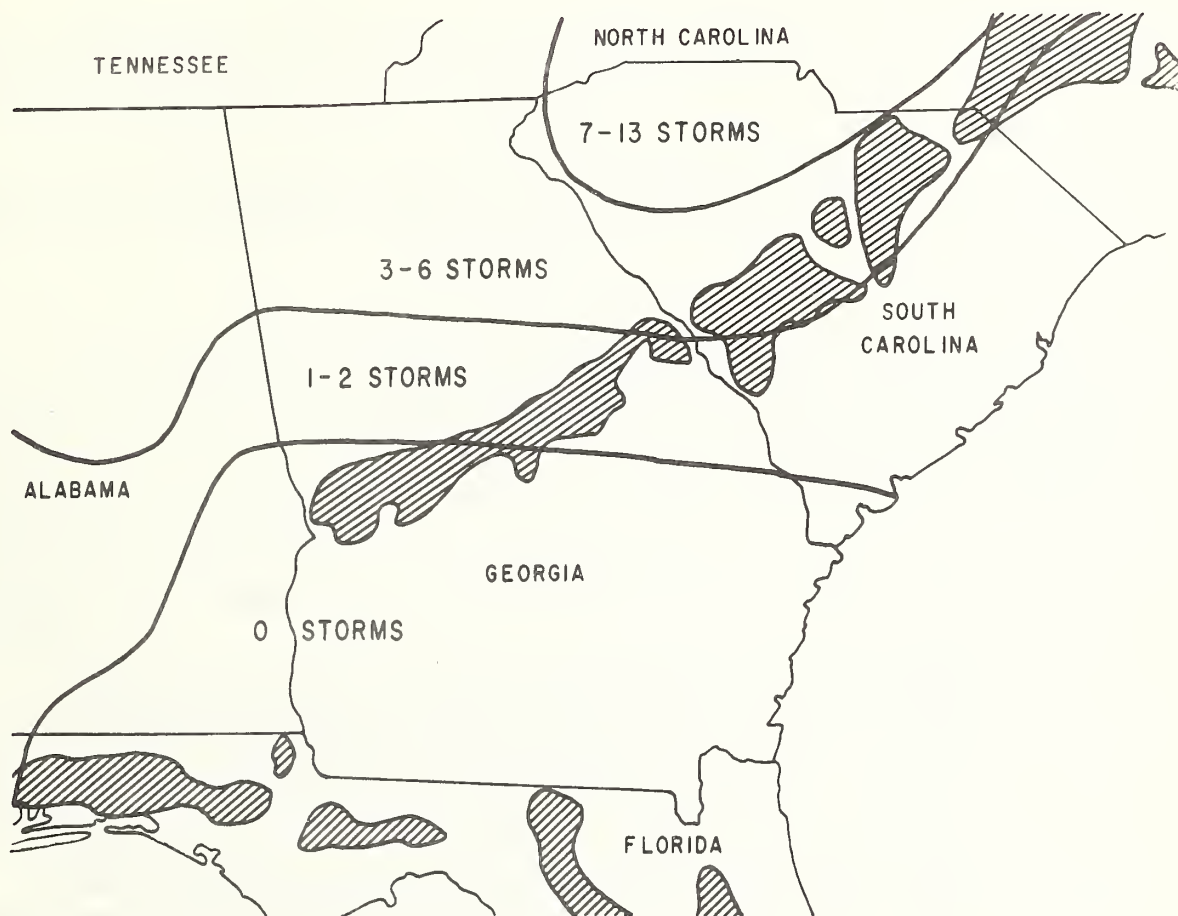 NORTH CAROLINA
TENNESSEE
7-13 STORMS
3-6 STORMS
SOUTH
CAROLINA
1-2 STORMS
ALABAMA
GEORGIA
0 STORMS
FLORIDA